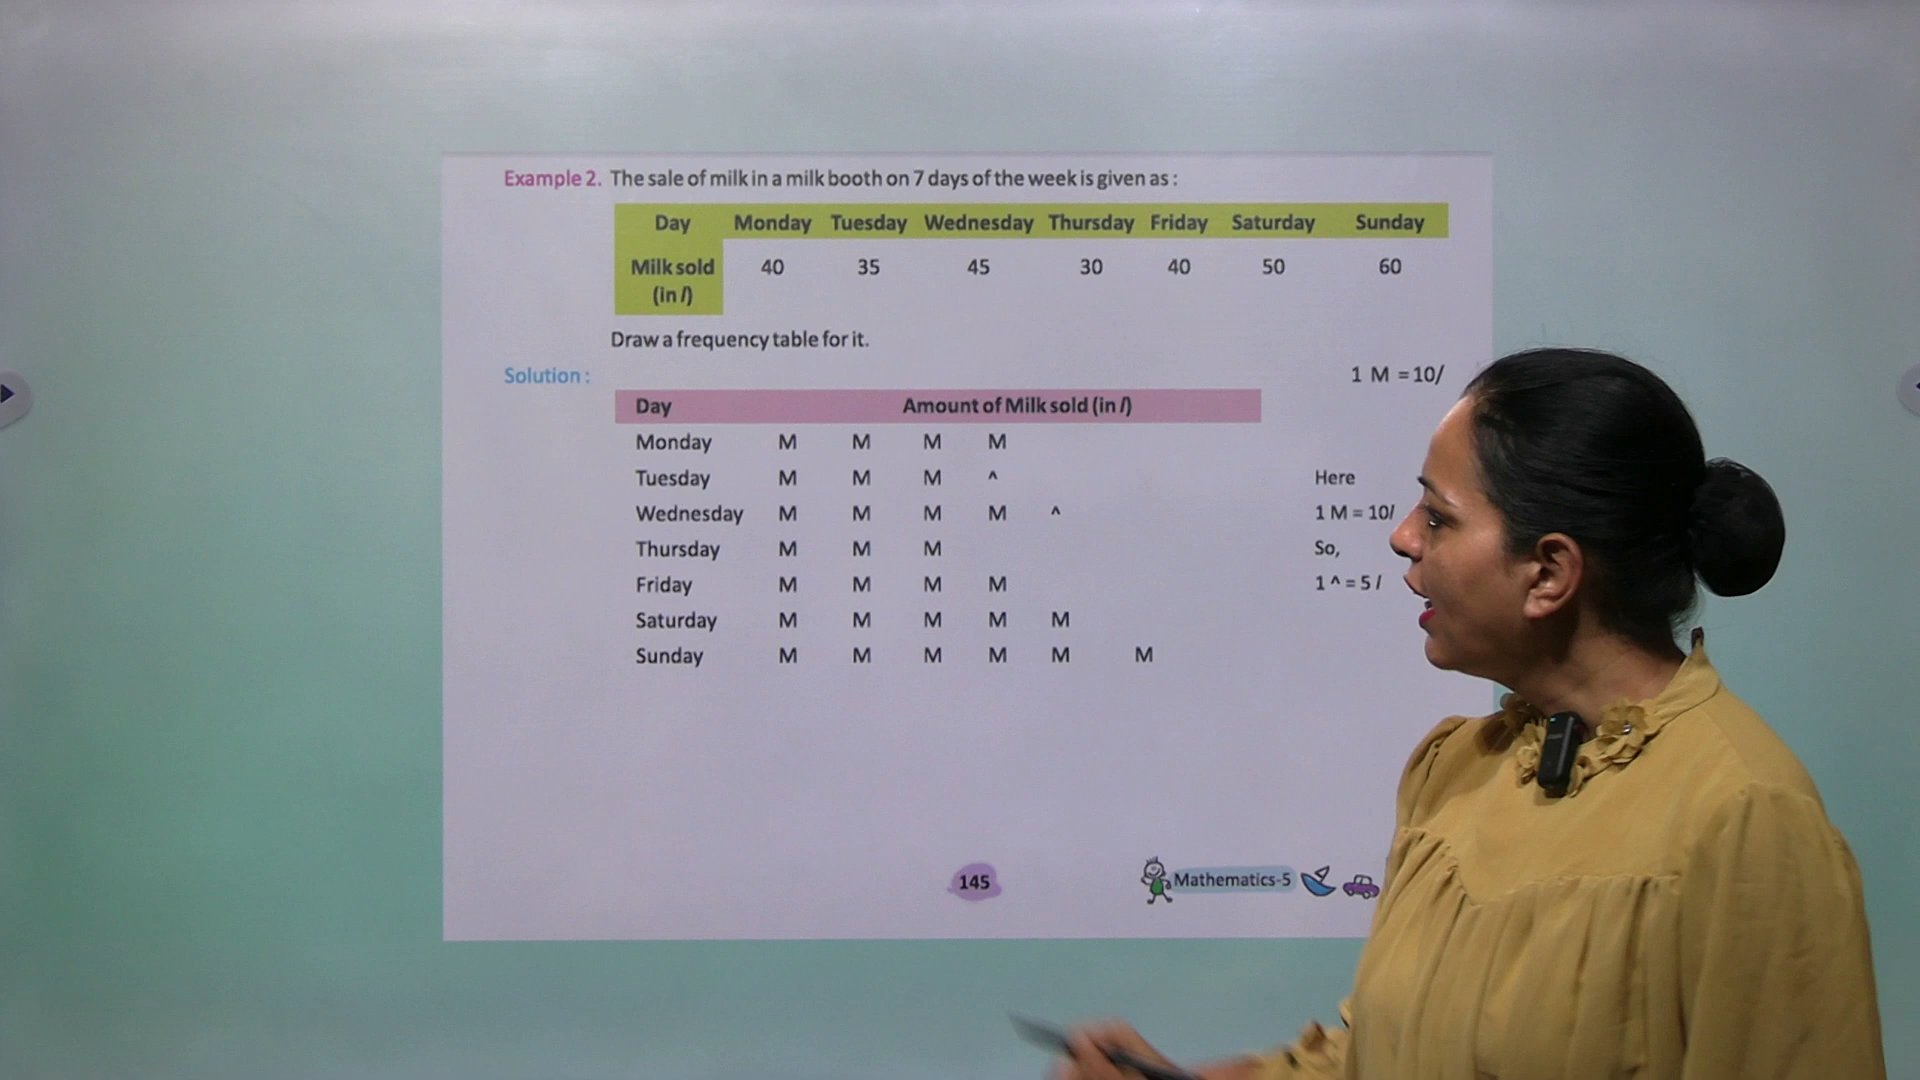 Example 2. The sale of milk in a milk booth on 7 days of the week is given as :
Day Monday Tuesday Wednesday Thursday Friday Saturday Sunday
Milk sold 40 35 45 30 40 50 60
(in l)
Draw a frequency table for it.
Solution : 1 M = 10/
Day Amount of Milk sold (in l)
Monday M M M M
Tuesday M M M ^ Here
Wednesday M M M M ^ 1 M = 10l
Thursday M M M So,
Friday M M M M 1 ^ = 5 l
Saturday M M M M M
Sunday M M M M M M
145 Mathematics-5